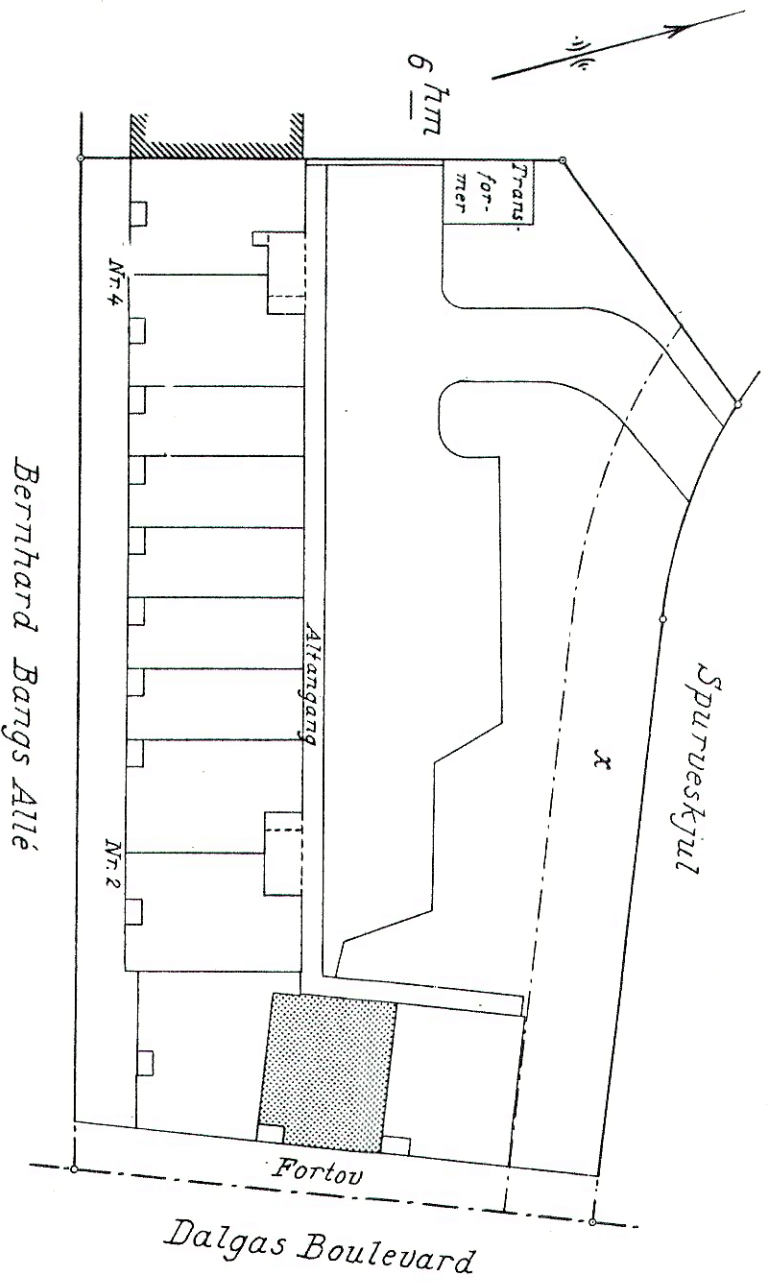 6 hm
Trans-
for-
mer
Nr. 4
Altangang
Spurveskjul
x
Bernhard Bangs Allé
Nr. 2
Fortov
Dalgas Boulevard